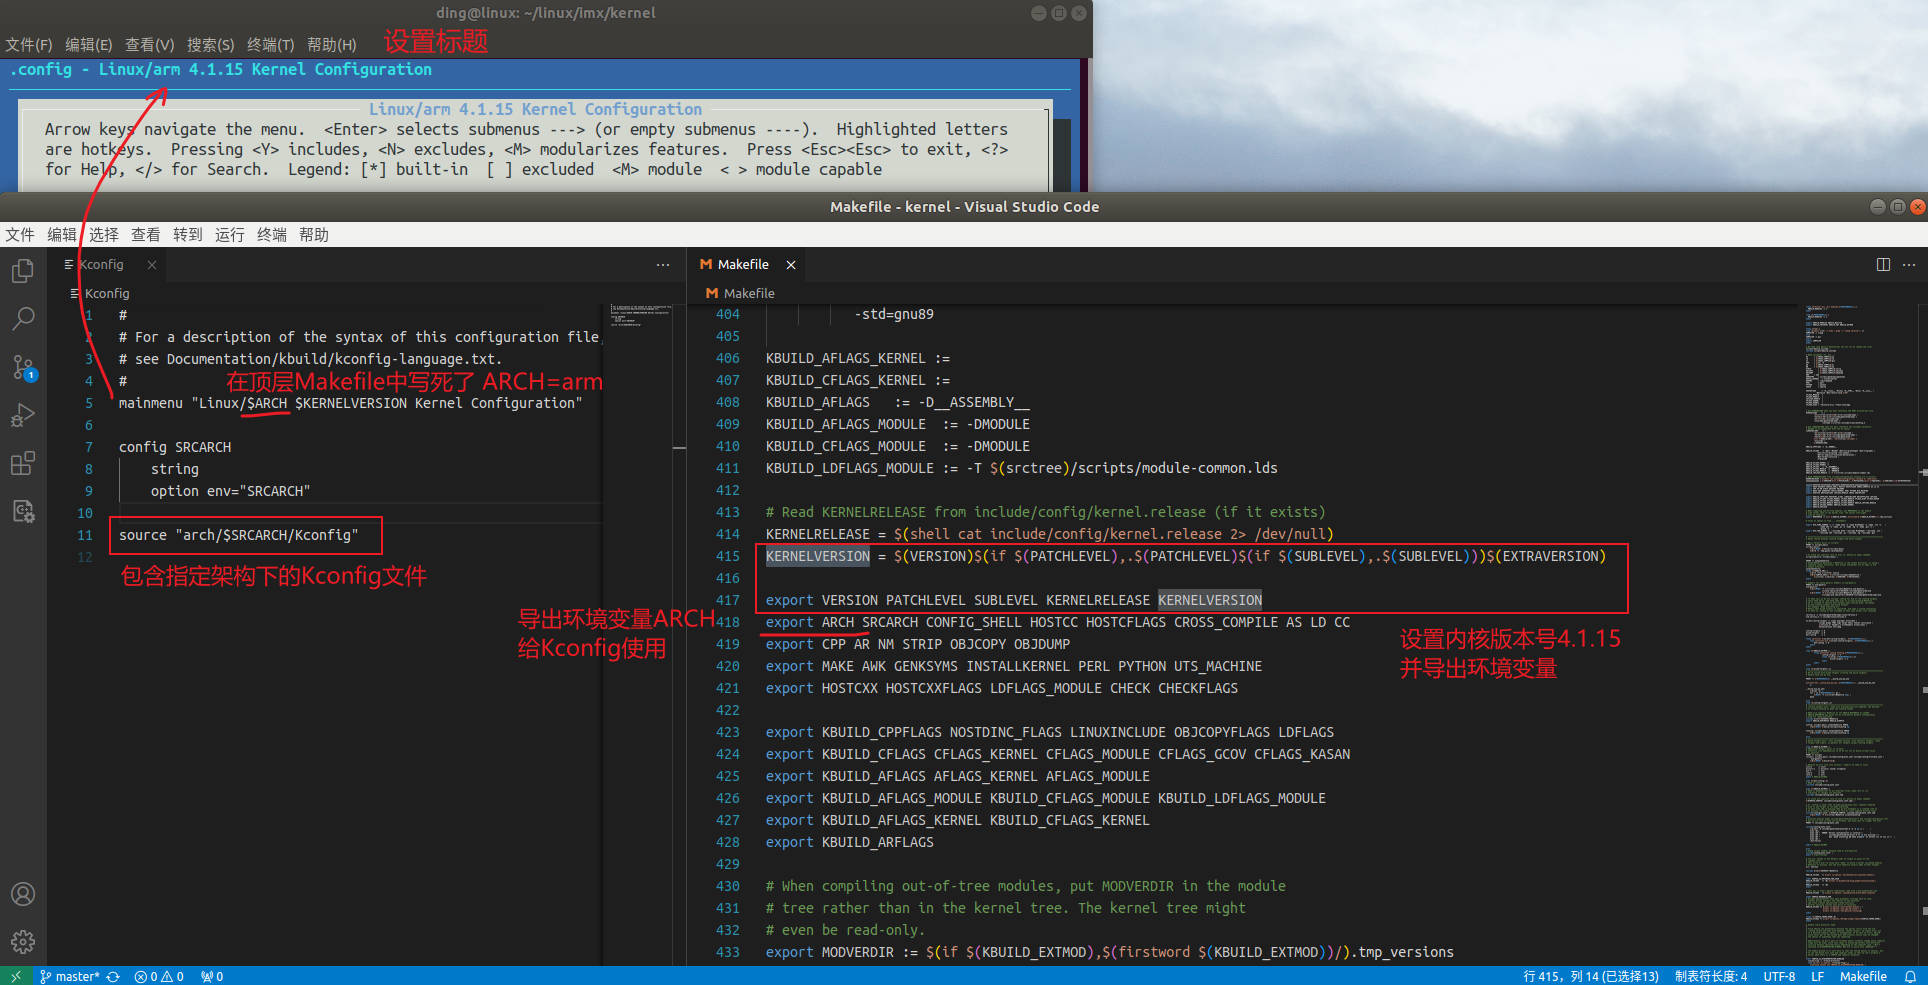 ding@linux: ~/linux/imx/kernel
文件(F) 编辑(E) 查看(V) 搜索(S) 终端(T) 帮助(H)
设置标题
.config - Linux/arm 4.1.15 Kernel Configuration
Linux/arm 4.1.15 Kernel Configuration
Arrow keys navigate the menu.  <Enter> selects submenus ---> (or empty submenus ----).  Highlighted letters
are hotkeys.  Pressing <Y> includes, <N> excludes, <M> modularizes features.  Press <Esc><Esc> to exit, <?>
for Help, </> for Search.  Legend: [*] built-in  [ ] excluded  <M> module  < > module capable
Makefile - kernel - Visual Studio Code
文件 编辑 选择 查看 转到 运行 终端 帮助
Kconfig
Kconfig
1 #
2 # For a description of the syntax of this configuration file,
3 # see Documentation/kbuild/kconfig-language.txt.
4 #
在顶层Makefile中写死了 ARCH=arm
5 mainmenu "Linux/$ARCH $KERNELVERSION Kernel Configuration"
6
7 config SRCARCH
8 string
9 option env="SRCARCH"
10
11 source "arch/$SRCARCH/Kconfig"
12
包含指定架构下的Kconfig文件
导出环境变量ARCH
给Kconfig使用
Makefile
Makefile
404 -std=gnu89
405
406 KBUILD_AFLAGS_KERNEL :=
407 KBUILD_CFLAGS_KERNEL :=
408 KBUILD_AFLAGS   := -D__ASSEMBLY__
409 KBUILD_AFLAGS_MODULE  := -DMODULE
410 KBUILD_CFLAGS_MODULE  := -DMODULE
411 KBUILD_LDFLAGS_MODULE := -T $(srctree)/scripts/module-common.lds
412
413 # Read KERNELRELEASE from include/config/kernel.release (if it exists)
414 KERNELRELEASE = $(shell cat include/config/kernel.release 2> /dev/null)
415 KERNELVERSION = $(VERSION)$(if $(PATCHLEVEL),.$(PATCHLEVEL)$(if $(SUBLEVEL),.$(SUBLEVEL)))$(EXTRAVERSION)
416
417 export VERSION PATCHLEVEL SUBLEVEL KERNELRELEASE KERNELVERSION
418 export ARCH SRCARCH CONFIG_SHELL HOSTCC HOSTCFLAGS CROSS_COMPILE AS LD CC
419 export CPP AR NM STRIP OBJCOPY OBJDUMP
420 export MAKE AWK GENKSYMS INSTALLKERNEL PERL PYTHON UTS_MACHINE
421 export HOSTCXX HOSTCXXFLAGS LDFLAGS_MODULE CHECK CHECKFLAGS
422
423 export KBUILD_CPPFLAGS NOSTDINC_FLAGS LINUXINCLUDE OBJCOPYFLAGS LDFLAGS
424 export KBUILD_CFLAGS CFLAGS_KERNEL CFLAGS_MODULE CFLAGS_GCOV CFLAGS_KASAN
425 export KBUILD_AFLAGS AFLAGS_KERNEL AFLAGS_MODULE
426 export KBUILD_AFLAGS_MODULE KBUILD_CFLAGS_MODULE KBUILD_LDFLAGS_MODULE
427 export KBUILD_AFLAGS_KERNEL KBUILD_CFLAGS_KERNEL
428 export KBUILD_ARFLAGS
429
430 # When compiling out-of-tree modules, put MODVERDIR in the module
431 # tree rather than in the kernel tree. The kernel tree might
432 # even be read-only.
433 export MODVERDIR := $(if $(KBUILD_EXTMOD),$(firstword $(KBUILD_EXTMOD))/).tmp_versions
设置内核版本号4.1.15
并导出环境变量
1
master* 0 0 0
行 415，列 14 (已选择13) 制表符长度: 4 UTF-8 LF Makefile